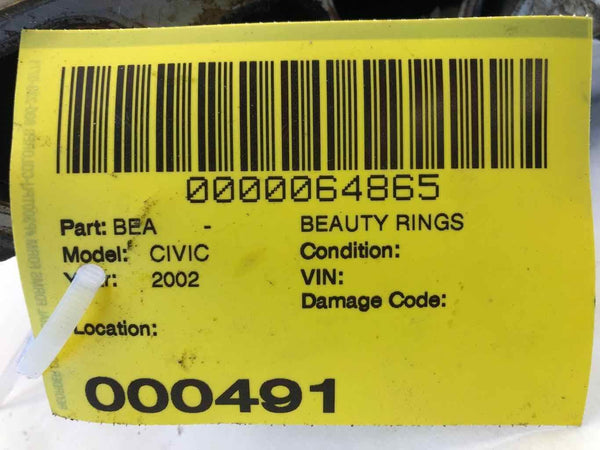 0000064865
Part: BEA - BEAUTY RINGS
Model: CIVIC Condition:
2002 VIN:
Damage Code:
Location:
000491